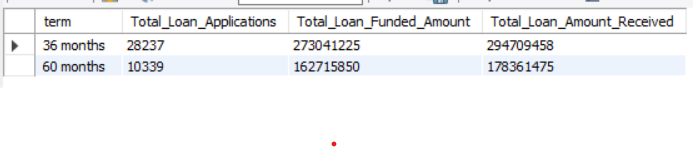 term Total_Loan_Applications Total_Loan_Funded_Amount Total_Loan_Amount_Received
36 months 28237 273041225 294709458
60 months 10339 162715850 178361475